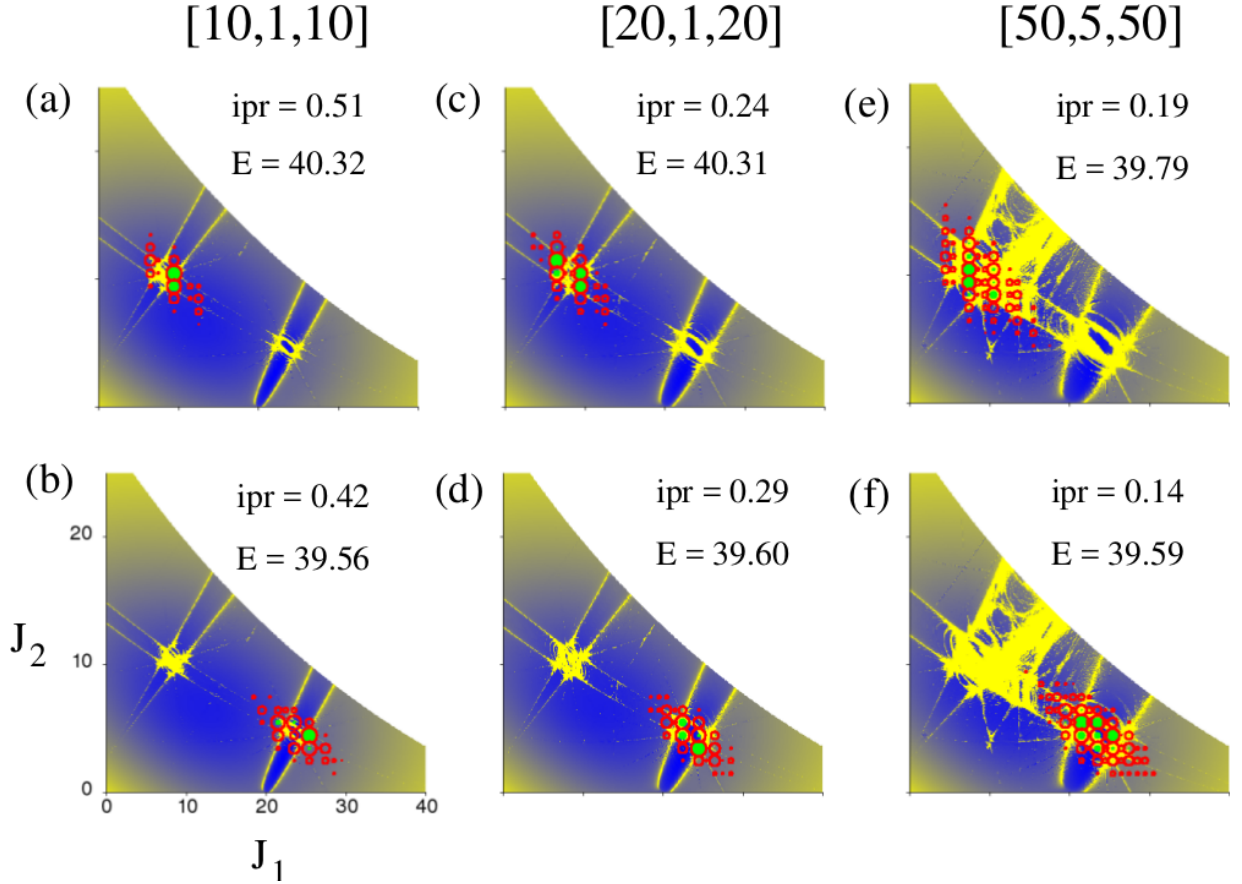 [10,1,10]
[20,1,20]
[50,5,50]
(a)
ipr = 0.51
E = 40.32
(c)
ipr = 0.24
E = 40.31
(e)
ipr = 0.19
E = 39.79
(b)
ipr = 0.42
E = 39.56
(d)
ipr = 0.29
E = 39.60
(f)
ipr = 0.14
E = 39.59
20
10
0
J2
0
10
20
30
40
J1